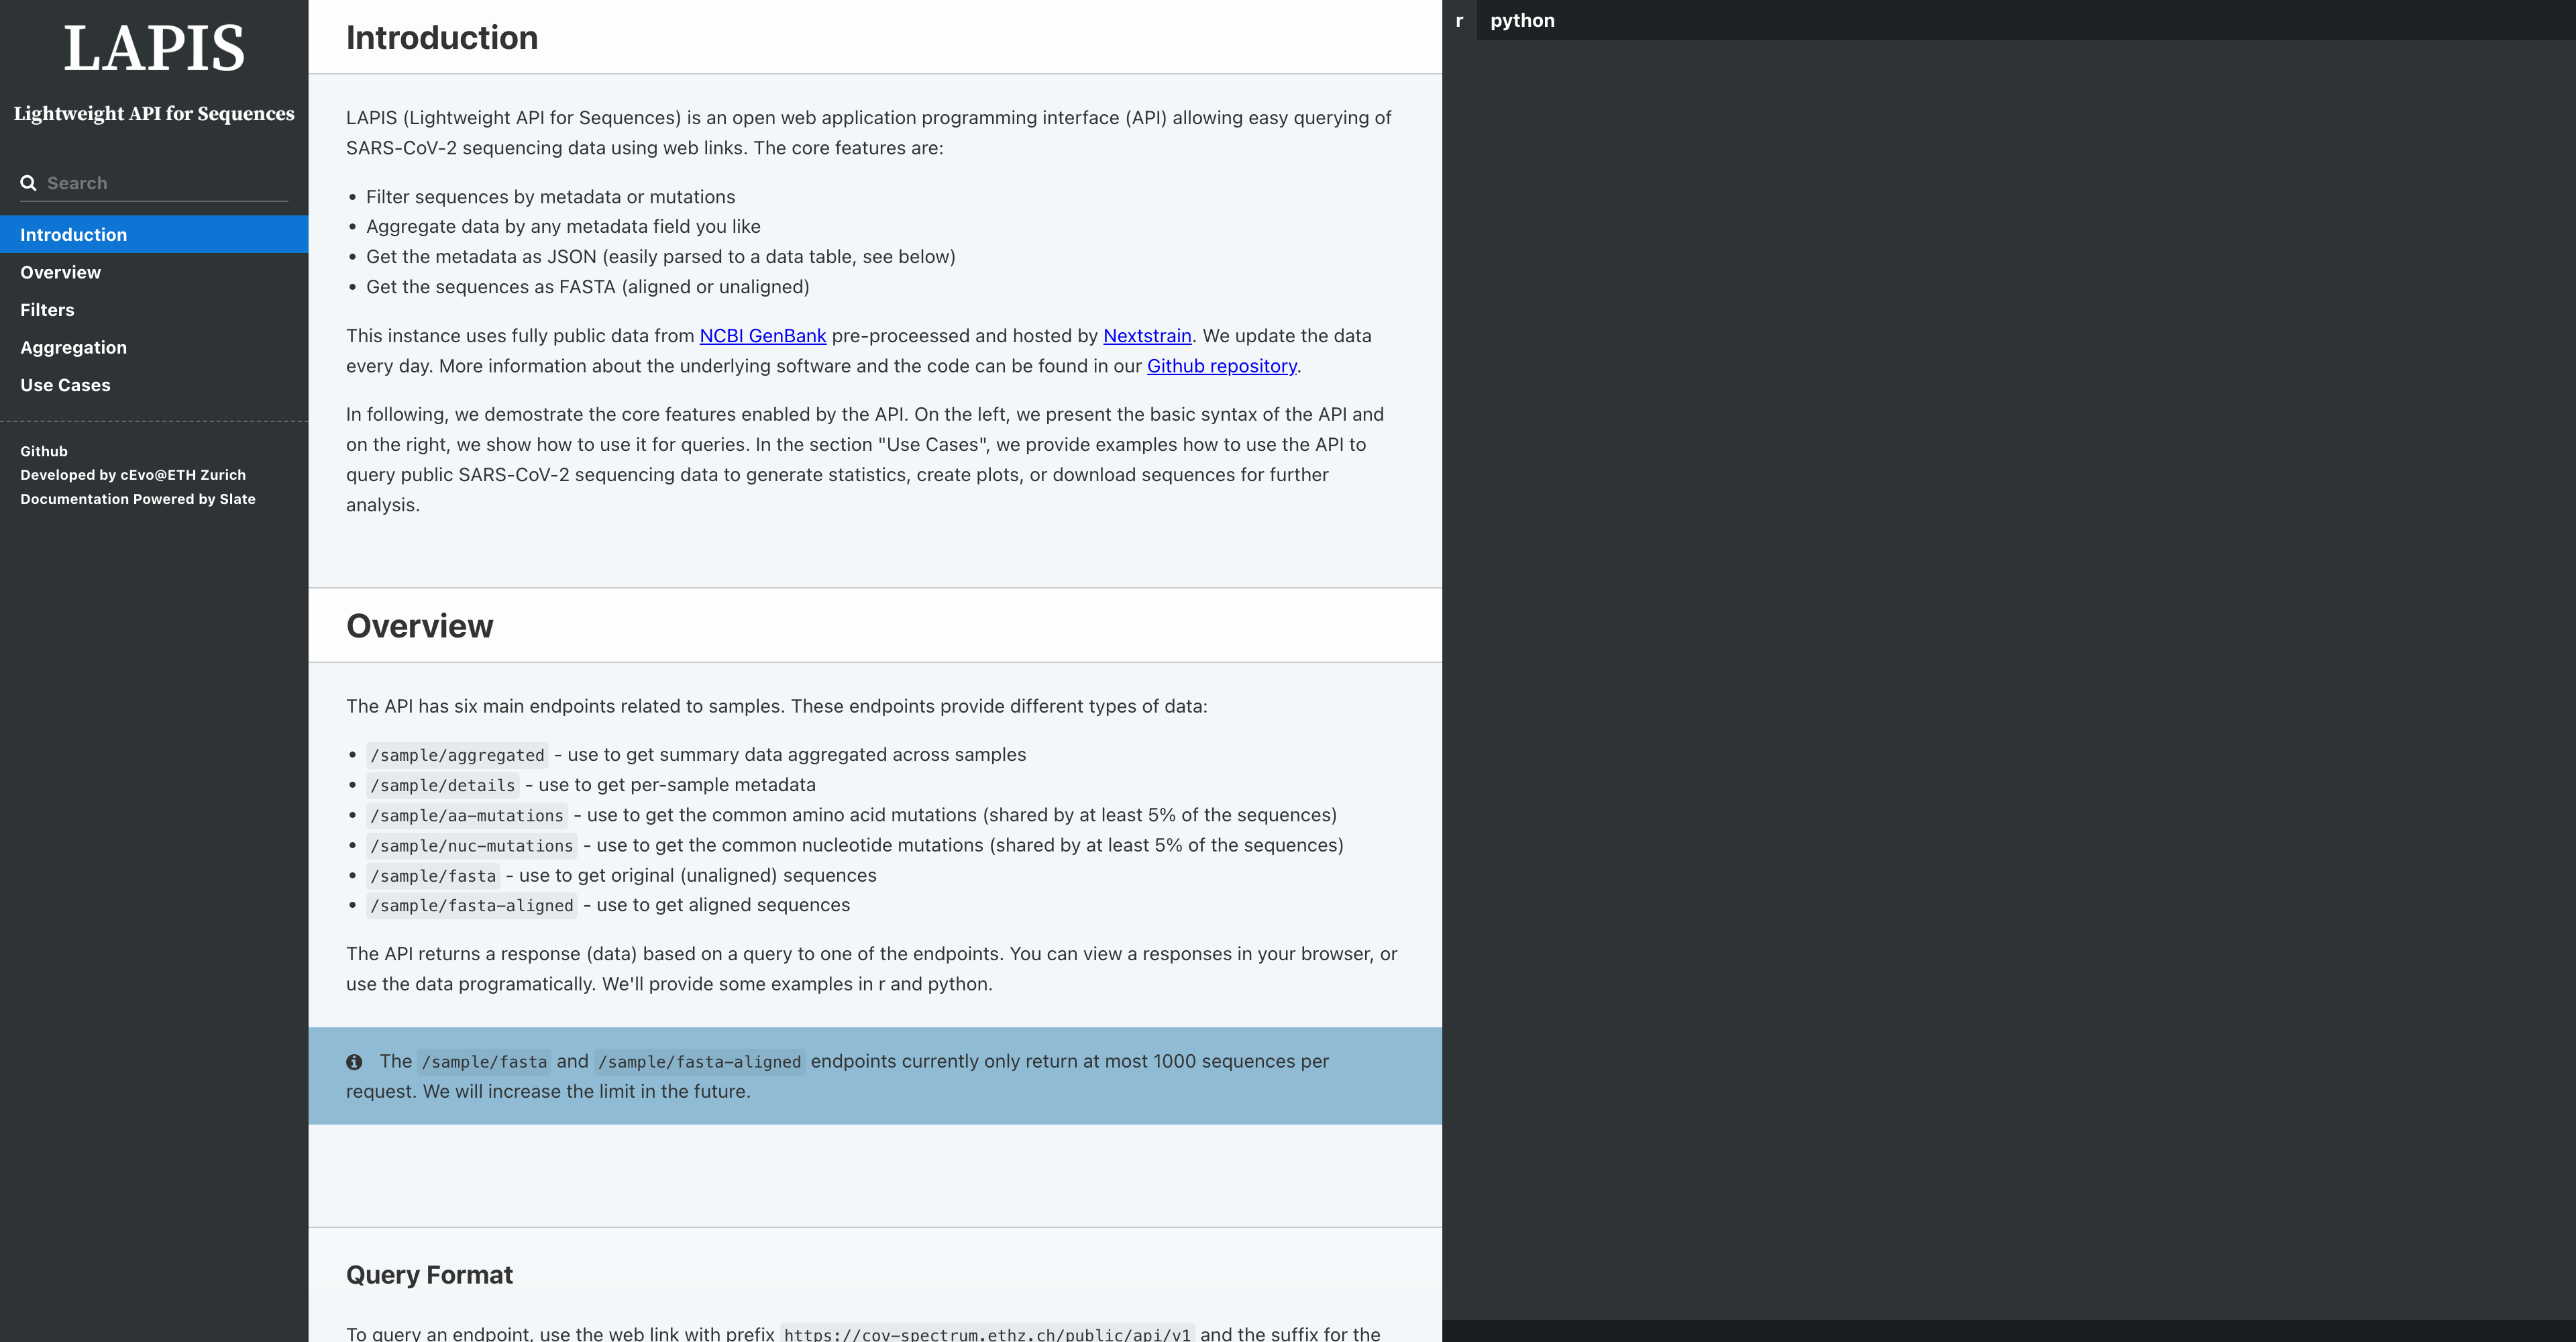 LAPIS
Lightweight API for Sequences
Search
Introduction
Overview
Filters
Aggregation
Use Cases
Github
Developed by cEvo@ETH Zurich
Documentation Powered by Slate
Introduction
LAPIS (Lightweight API for Sequences) is an open web application programming interface (API) allowing easy querying of
SARS-CoV-2 sequencing data using web links. The core features are:
• Filter sequences by metadata or mutations
• Aggregate data by any metadata field you like
• Get the metadata as JSON (easily parsed to a data table, see below)
• Get the sequences as FASTA (aligned or unaligned)
This instance uses fully public data from NCBI GenBank pre-proceessed and hosted by Nextstrain. We update the data
every day. More information about the underlying software and the code can be found in our Github repository.
In following, we demostrate the core features enabled by the API. On the left, we present the basic syntax of the API and
on the right, we show how to use it for queries. In the section "Use Cases", we provide examples how to use the API to
query public SARS-CoV-2 sequencing data to generate statistics, create plots, or download sequences for further
analysis.
Overview
The API has six main endpoints related to samples. These endpoints provide different types of data:
• /sample/aggregated - use to get summary data aggregated across samples
• /sample/details - use to get per-sample metadata
• /sample/aa-mutations - use to get the common amino acid mutations (shared by at least 5% of the sequences)
• /sample/nuc-mutations - use to get the common nucleotide mutations (shared by at least 5% of the sequences)
• /sample/fasta - use to get original (unaligned) sequences
• /sample/fasta-aligned - use to get aligned sequences
The API returns a response (data) based on a query to one of the endpoints. You can view a responses in your browser, or
use the data programatically. We'll provide some examples in r and python.
The /sample/fasta and /sample/fasta-aligned endpoints currently only return at most 1000 sequences per
request. We will increase the limit in the future.
Query Format
To query an endpoint, use the web link with prefix https://cov-spectrum.ethz.ch/public/api/v1 and the suffix for the
r python